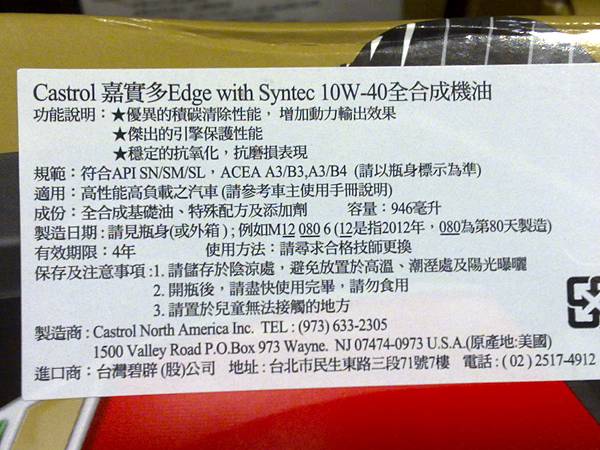 Castrol 嘉實多Edge with Syntec 10W-40全合成機油
功能說明：★優異的積碳清除性能，增加動力輸出效果
★傑出的引擎保護性能
★穩定的抗氧化，抗磨損表現
規範：符合API SN/SM/SL，ACEA A3/B3,A3/B4 (請以瓶身標示為準)
適用：高性能高負載之汽車 (請參考車主使用手冊說明)
成份：全合成基礎油、特殊配方及添加劑 容量：946毫升
製造日期：請見瓶身(或外箱)；例如IM12 080 6 (12是指2012年，080為第80天製造)
有效期限：4年 使用方法：請尋求合格技師更換
保存及注意事項：1. 請儲存於陰涼處，避免放置於高溫、潮溼處及陽光曝曬
2. 開瓶後，請盡快使用完畢，請勿食用
3. 請置於兒童無法接觸的地方
製造商：Castrol North America Inc. TEL : (973) 633-2305
1500 Valley Road P.O.Box 973 Wayne. NJ 07474-0973 U.S.A.(原產地:美國)
進口商：台灣碧辟 (股)公司 地址：台北市民生東路三段71號7樓 電話：( 02 ) 2517-4912